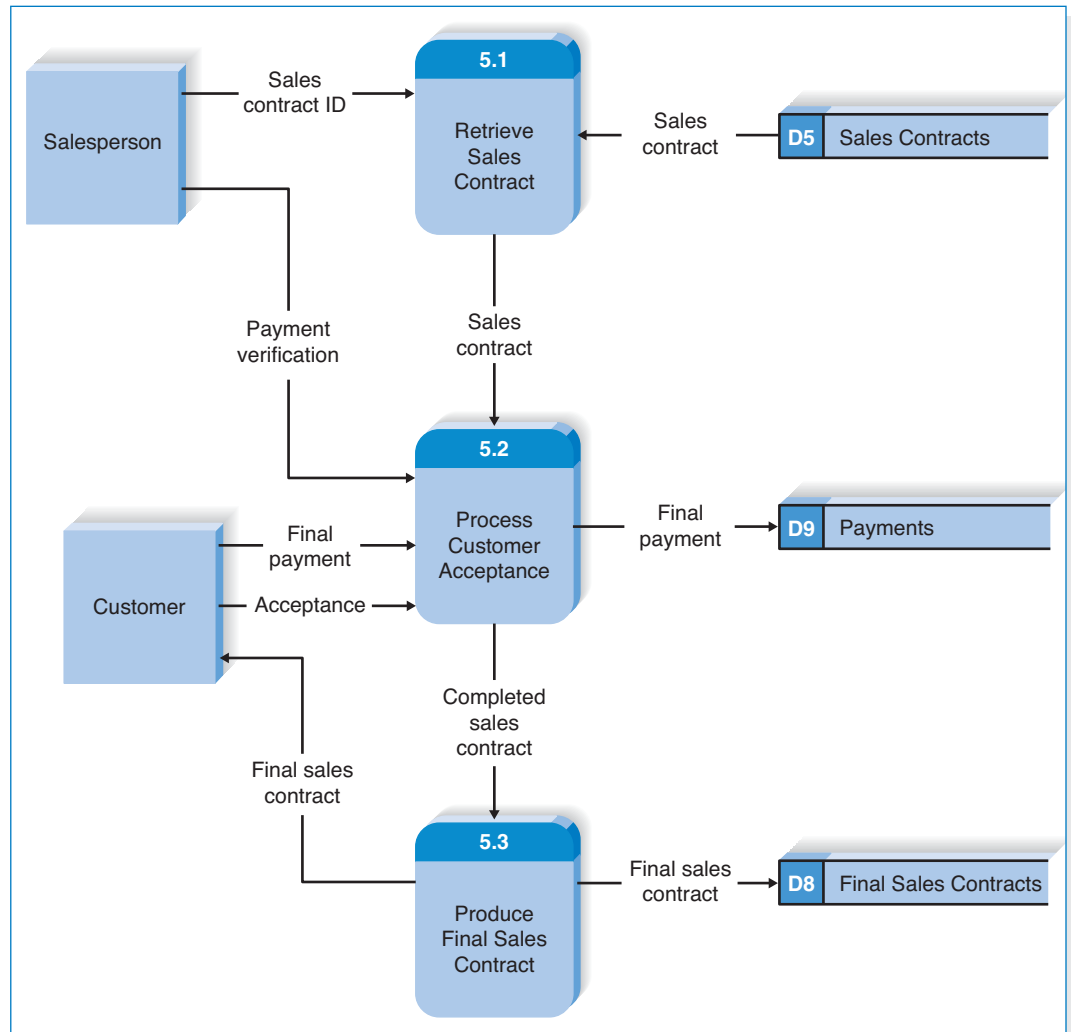 5.1
Sales
contract ID
Salesperson
Retrieve
Sales
Contract
Sales
contract
D5
Sales Contracts
Payment
verification
Sales
contract
5.2
Process
Customer
Acceptance
Final
payment
Acceptance
Customer
Final
payment
D9
Payments
Completed
sales
contract
Final sales
contract
5.3
Produce
Final Sales
Contract
Final sales
contract
D8
Final Sales Contracts